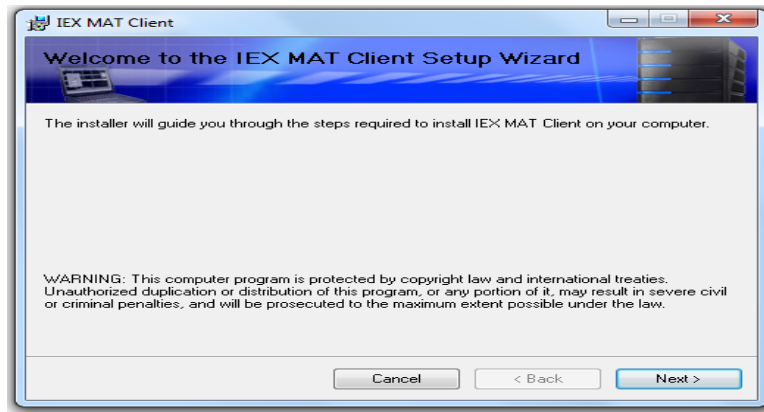 IEX MAT Client
Welcome to the IEX MAT Client Setup Wizard
The installer will guide you through the steps required to install IEX MAT Client on your computer.
WARNING: This computer program is protected by copyright law and international treaties.
Unauthorized duplication or distribution of this program, or any portion of it, may result in severe civil
or criminal penalties, and will be prosecuted to the maximum extent possible under the law.
Cancel
< Back
Next >